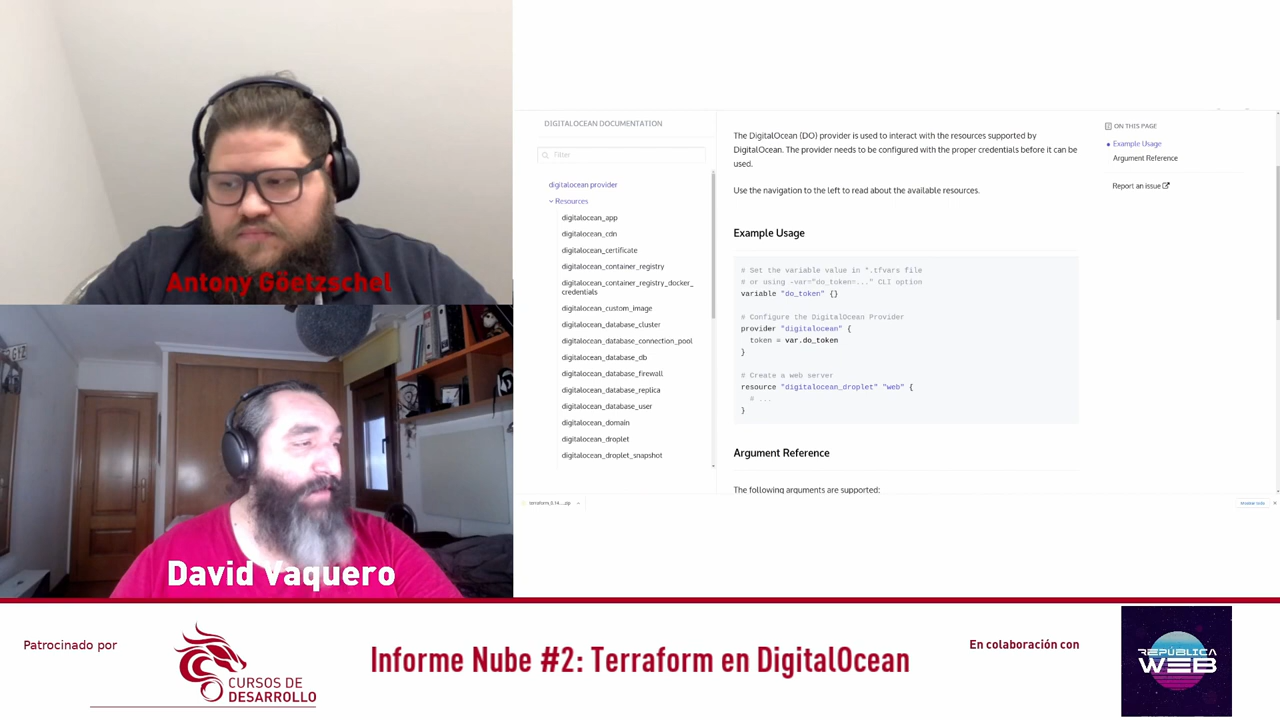 Antony Göetzschel
David Vaquero
DIGITALOCEAN DOCUMENTATION
Filter
digitalocean provider
Resources
digitalocean_app
digitalocean_cdn
digitalocean_certificate
digitalocean_container_registry
digitalocean_container_registry_docker_
credentials
digitalocean_custom_image
digitalocean_database_cluster
digitalocean_database_connection_pool
digitalocean_database_db
digitalocean_database_firewall
digitalocean_database_replica
digitalocean_database_user
digitalocean_domain
digitalocean_droplet
digitalocean_droplet_snapshot
The DigitalOcean (DO) provider is used to interact with the resources supported by
DigitalOcean. The provider needs to be configured with the proper credentials before it can be
used.
Use the navigation to the left to read about the available resources.
Example Usage
# Set the variable value in *.tfvars file
# or using -var="do_token=..." CLI option
variable "do_token" {}
# Configure the DigitalOcean Provider
provider "digitalocean" {
token = var.do_token
}
# Create a web server
resource "digitalocean_droplet" "web" {
# ...
}
Argument Reference
The following arguments are supported:
ON THIS PAGE
Example Usage
Argument Reference
Report an issue
terraform_0.14....zip
Mostrar todo
Patrocinado por
CURSOS DE
DESARROLLO
Informe Nube #2: Terraform en DigitalOcean
En colaboración con
REPÚBLICA
WEB